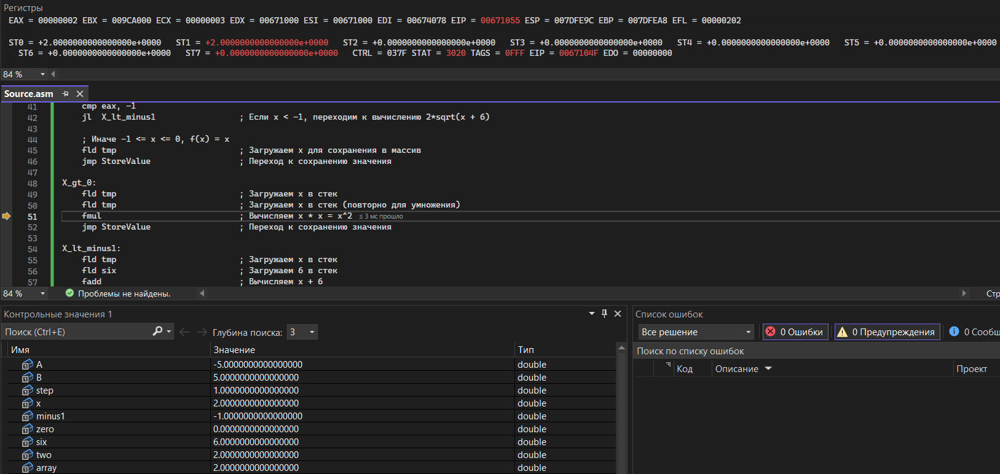 Регистры
EAX = 00000002 EBX = 009CA000 ECX = 00000003 EDX = 00671000 ESI = 00671000 EDI = 00674078 EIP = 00671055 ESP = 007DFE9C EBP = 007DFEA8 EFL = 00000202
ST0 = +2.0000000000000000e+0000 ST1 = +2.0000000000000000e+0000 ST2 = +0.0000000000000000e+0000 ST3 = +0.0000000000000000e+0000 ST4 = +0.0000000000000000e+0000 ST5 = +0.0000000000000000e+0000
ST6 = +0.0000000000000000e+0000 ST7 = +0.0000000000000000e+0000 CTRL = 037F STAT = 3020 TAGS = 0FFF EIP = 0067104F EDO = 00000000
84 %
Source.asm
41 cmp eax, -1
42 jl X_lt_minus1 ; Если x < -1, переходим к вычислению 2*sqrt(x + 6)
43
44 ; Иначе -1 <= x <= 0, f(x) = x
45 fld tmp ; Загружаем x для сохранения в массив
46 jmp StoreValue ; Переход к сохранению значения
47
48 X_gt_0:
49 fld tmp ; Загружаем x в стек
50 fld tmp ; Загружаем x в стек (повторно для умножения)
51 fmul ; Вычисляем x * x = x^2 ≤ 3 мс прошло
52 jmp StoreValue ; Переход к сохранению значения
53
54 X_lt_minus1:
55 fld tmp ; Загружаем x в стек
56 fld six ; Загружаем 6 в стек
57 fadd ; Вычисляем x + 6
84 % Проблемы не найдены. Стр
Контрольные значения 1
Поиск (Ctrl+E) Глубина поиска: 3
Имя Значение Тип
A -5.0000000000000000 double
B 5.0000000000000000 double
step 1.0000000000000000 double
x 2.0000000000000000 double
minus1 -1.0000000000000000 double
zero 0.0000000000000000 double
six 6.0000000000000000 double
two 2.0000000000000000 double
array 2.0000000000000000 double
Список ошибок
Все решение 0 Ошибки 0 Предупреждения 0 Сообщ
Поиск по списку ошибок
Код Описание Проект